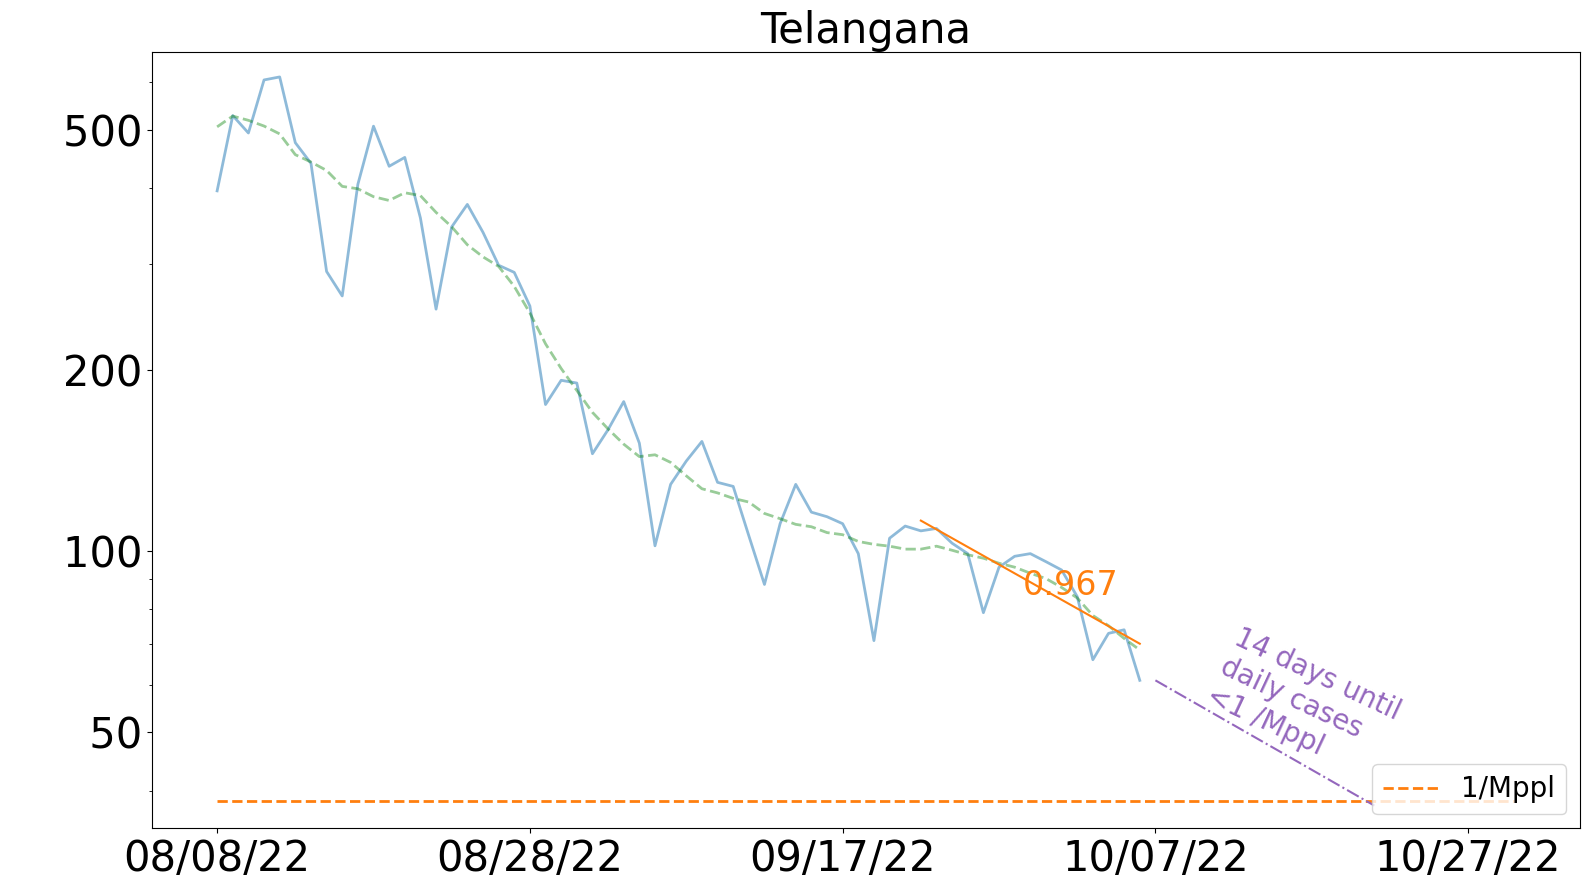 Telangana
500
200
100
50
0.967
14 days until
daily cases
<1 /Mppl
1/Mppl
08/08/22
08/28/22
09/17/22
10/07/22
10/27/22